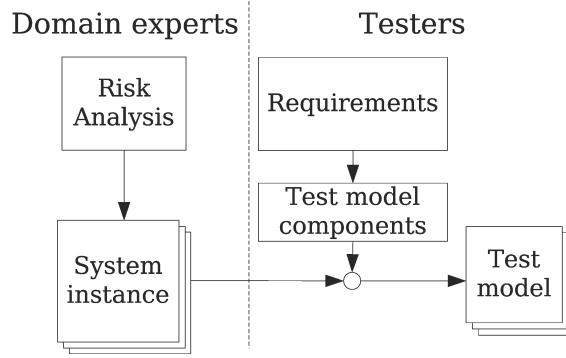 Domain experts
Testers
Risk
Analysis
Requirements
Test model
components
System
instance
Test
model